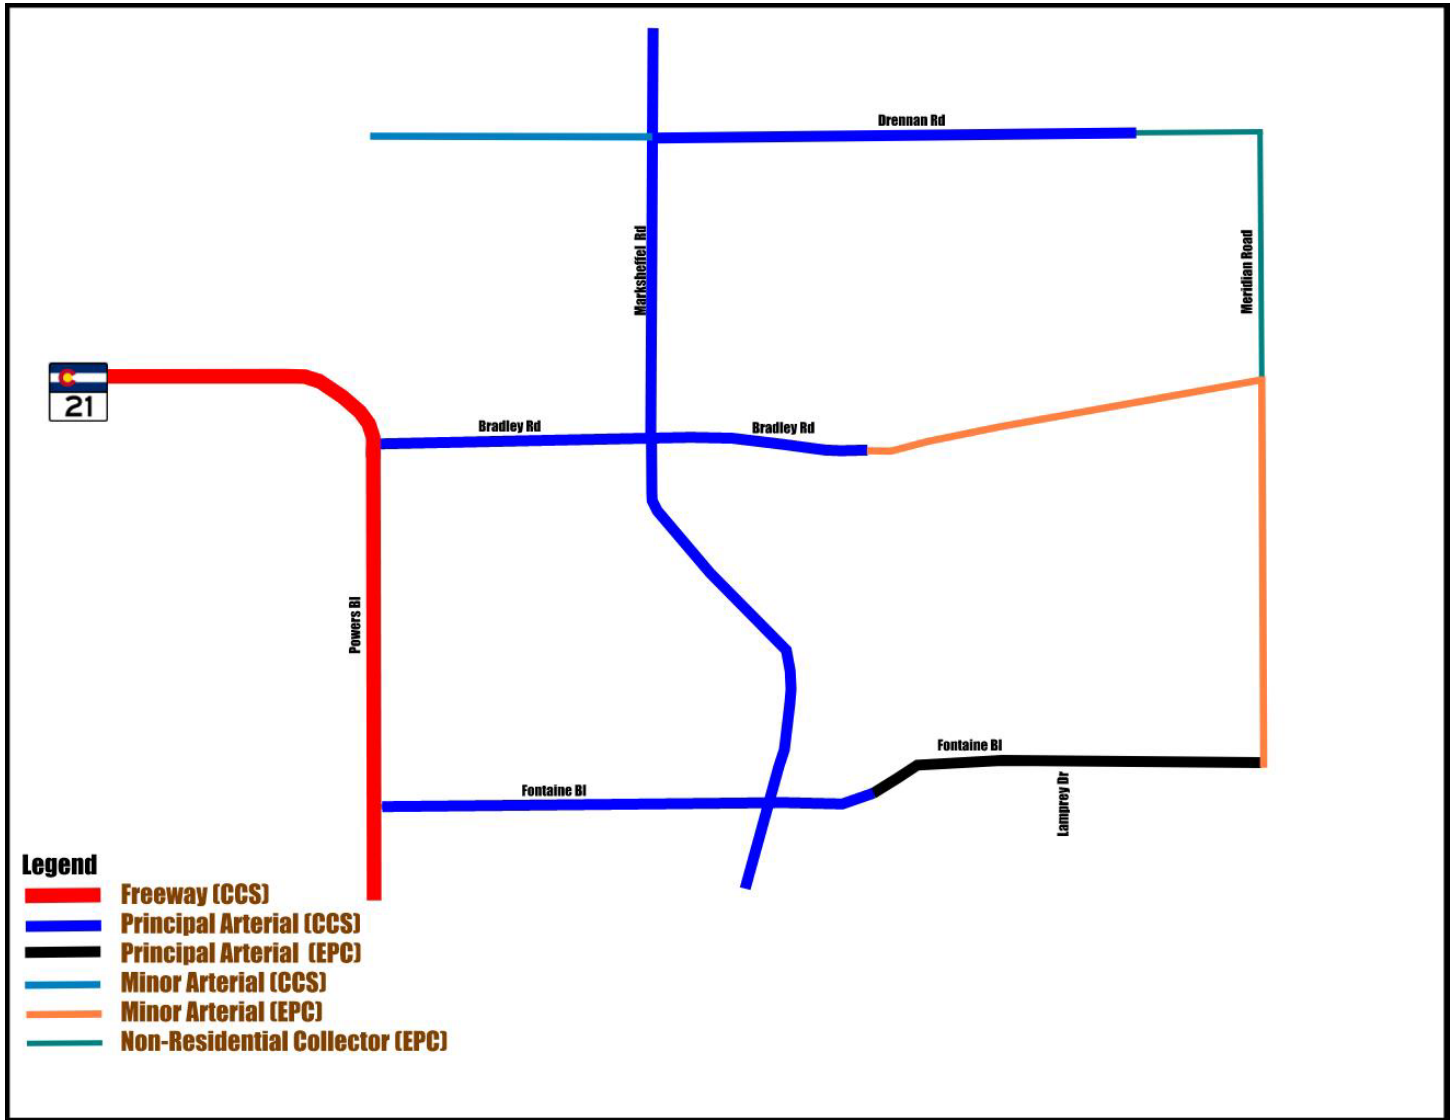 Drennan Rd
Marksheffel Rd
Meridian Road
21
Bradley Rd
Bradley Rd
Powers Bl
Fontaine Bl
Fontaine Bl
Lamprey Dr
Legend
Freeway (CCS)
Principal Arterial (CCS)
Principal Arterial (EPC)
Minor Arterial (CCS)
Minor Arterial (EPC)
Non-Residential Collector (EPC)